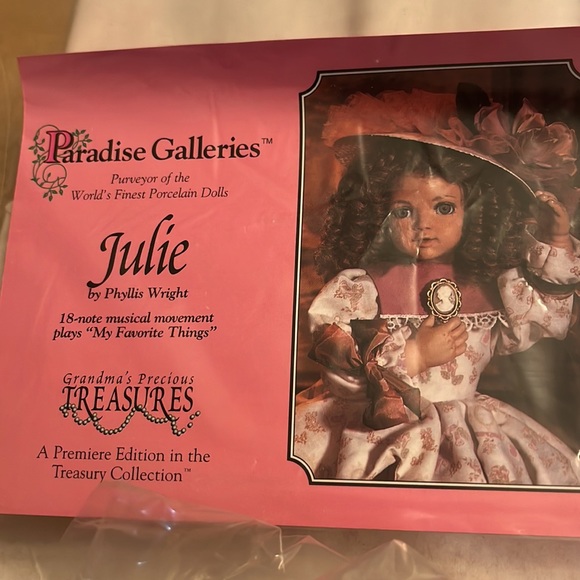 Paradise Galleries™
Purveyor of the
World's Finest Porcelain Dolls
Julie
by Phyllis Wright
18-note musical movement
plays "My Favorite Things"
Grandma's Precious
TREASURES
A Premiere Edition in the
Treasury Collection™